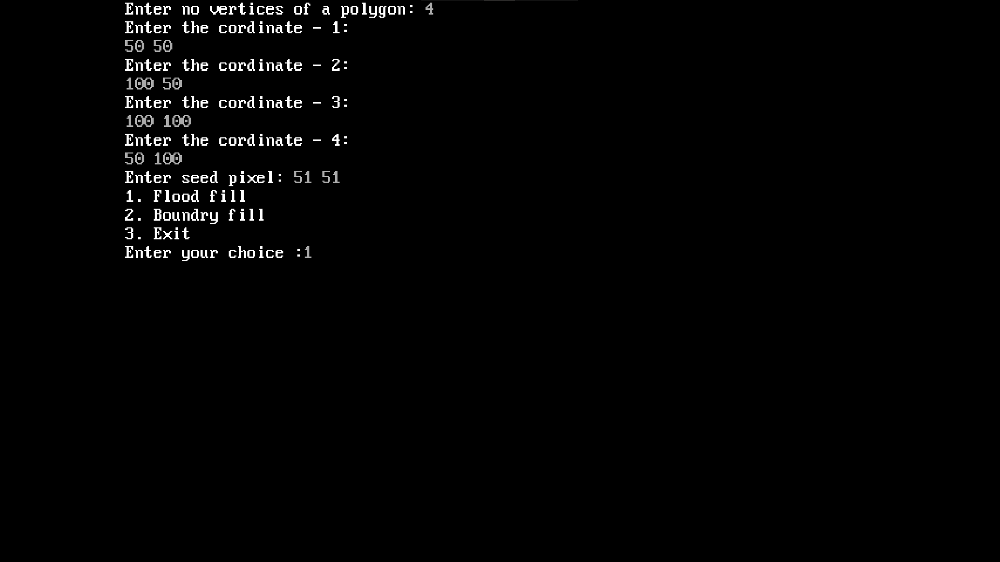 Enter no vertices of a polygon: 4
Enter the cordinate - 1:
50 50
Enter the cordinate - 2:
100 50
Enter the cordinate - 3:
100 100
Enter the cordinate - 4:
50 100
Enter seed pixel: 51 51
1. Flood fill
2. Boundry fill
3. Exit
Enter your choice :1